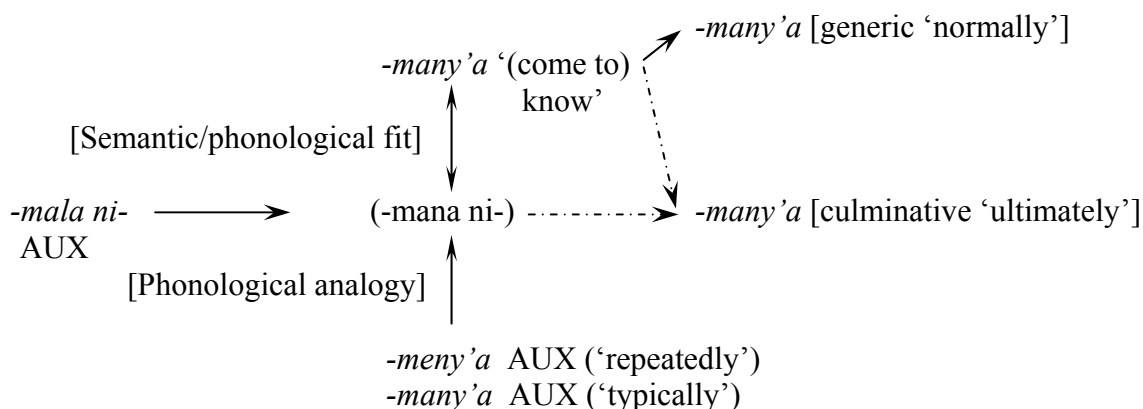 -many’a [generic ‘normally’]
-many’a ‘(come to)
know’
[Semantic/phonological fit]
-mala ni-
(-mana ni-)
-many’a [culminative ‘ultimately’]
AUX
[Phonological analogy]
-meny’a AUX (‘repeatedly’)
-many’a AUX (‘typically’)